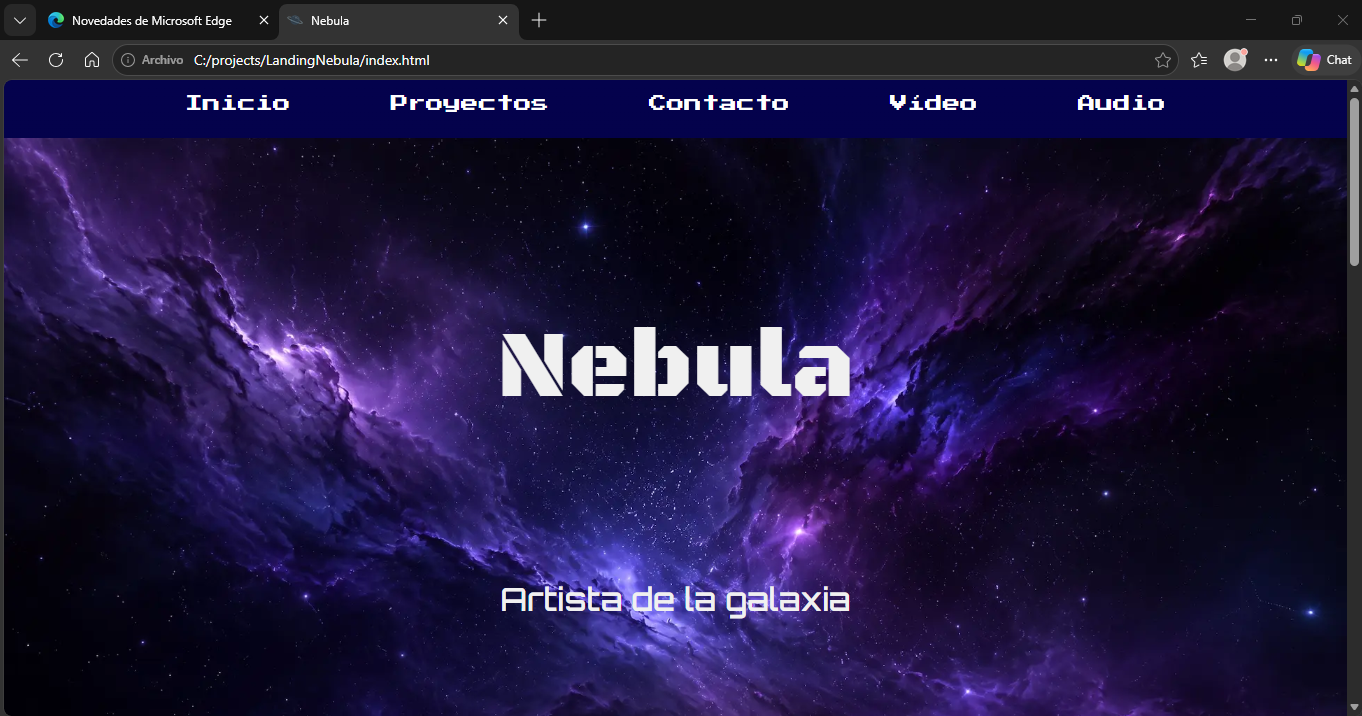 Novedades de Microsoft Edge
Nebula
Archivo C:/projects/LandingNebula/index.html
Chat
Inicio Proyectos Contacto Vídeo Audio
Nebula
Artista de la galaxia